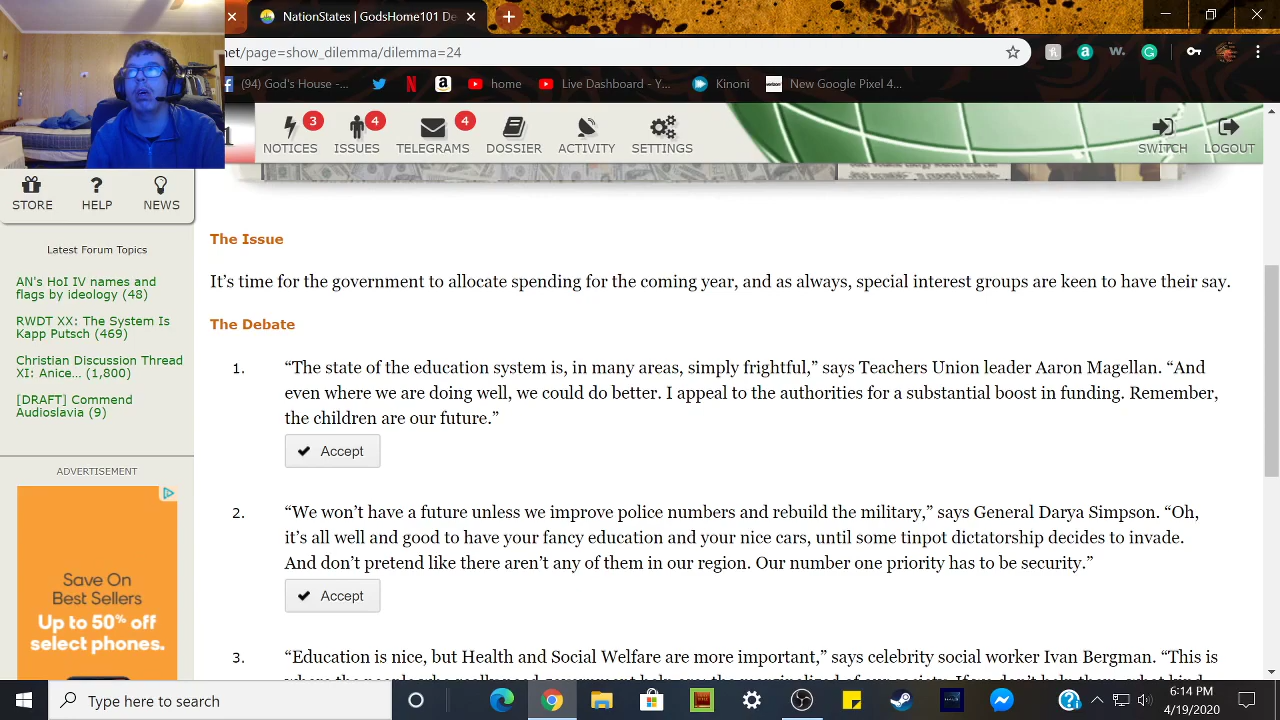 NationStates | GodsHome101 De
net/page=show_dilemma/dilemma=24
(94) God's House -...
home
Live Dashboard - Y...
Kinoni
New Google Pixel 4...
1
NOTICES 3
ISSUES 4
TELEGRAMS 4
DOSSIER
ACTIVITY
SETTINGS
SWITCH
LOGOUT
STORE
HELP
NEWS
Latest Forum Topics
AN's HoI IV names and
flags by ideology (48)
RWDT XX: The System Is
Kapp Putsch (469)
Christian Discussion Thread
XI: Anice... (1,800)
[DRAFT] Commend
Audioslavia (9)
ADVERTISEMENT
Save On
Best Sellers
Up to 50% off
select phones.
The Issue
It's time for the government to allocate spending for the coming year, and as always, special interest groups are keen to have their say.
The Debate
1. “The state of the education system is, in many areas, simply frightful,” says Teachers Union leader Aaron Magellan. “And
even where we are doing well, we could do better. I appeal to the authorities for a substantial boost in funding. Remember,
the children are our future.”
Accept
2. “We won't have a future unless we improve police numbers and rebuild the military,” says General Darya Simpson. “Oh,
it's all well and good to have your fancy education and your nice cars, until some tinpot dictatorship decides to invade.
And don't pretend like there aren't any of them in our region. Our number one priority has to be security.”
Accept
3. “Education is nice, but Health and Social Welfare are more important,” says celebrity social worker Ivan Bergman. “This is
Type here to search
6:14 PM
4/19/2020